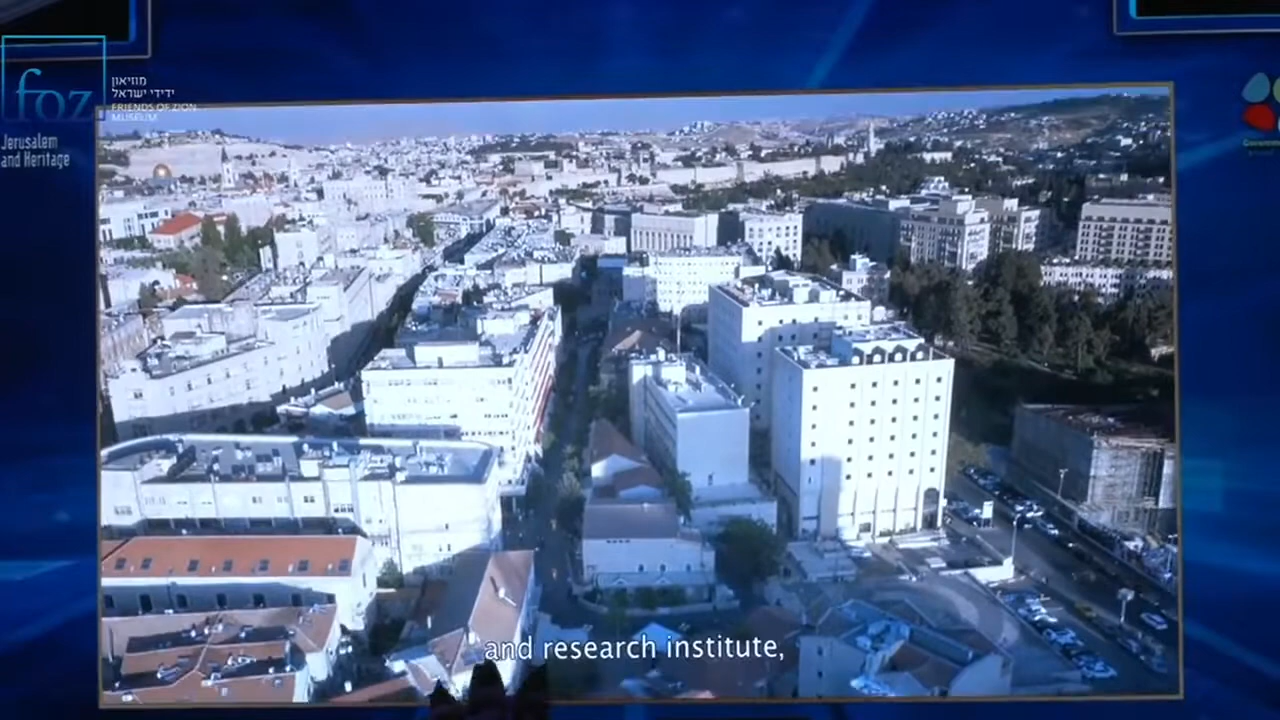 foz
מוזיאון
ידידי ישראל
FRIENDS OF ZION
MUSEUM
Jerusalem
and Heritage
and research institute,